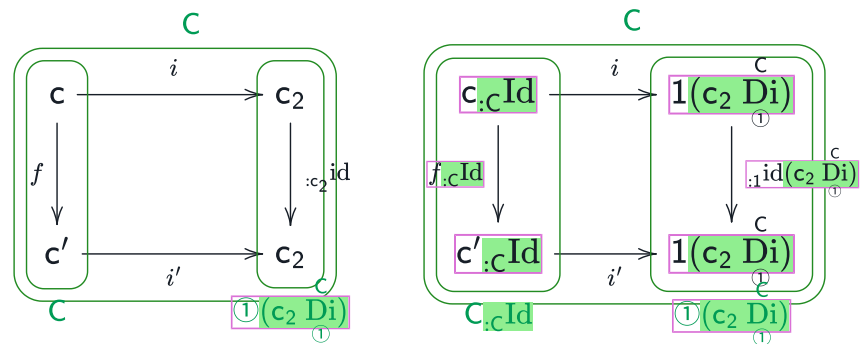 C
i
c
c₂
f
:c₂id
c′
c₂
i′
C
C
①(c₂ Di)
①
C
i
C
c:CId
1(c₂ Di)
①
C
f:CId
:1id(c₂ Di)
①
C
c′:CId
1(c₂ Di)
①
i′
C
C:CId
①(c₂ Di)
①